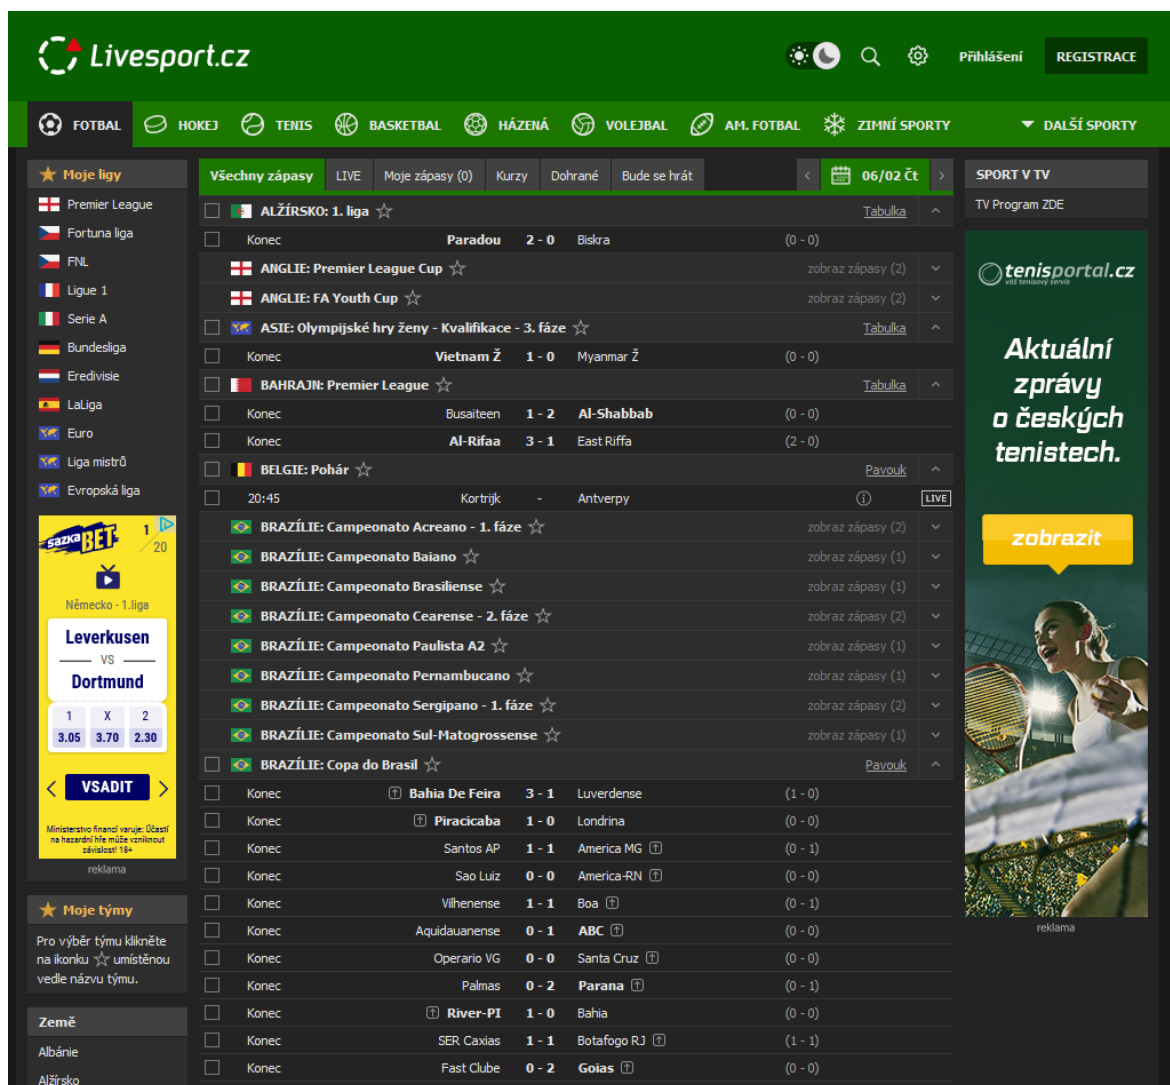 Livesport.cz
Přihlášení REGISTRACE
FOTBAL HOKEJ TENIS BASKETBAL HÁZENÁ VOLEJBAL AM. FOTBAL ZIMNÍ SPORTY DALŠÍ SPORTY
Moje ligy
Premier League
Fortuna liga
FNL
Ligue 1
Serie A
Bundesliga
Eredivisie
LaLiga
Euro
Liga mistrů
Evropská liga
sazka BET 1/20
Německo - 1.liga
Leverkusen
VS
Dortmund
1 X 2
3.05 3.70 2.30
VSADIT
Ministerstvo financí varuje: Účastí
na hazardní hře může vzniknout
závislost! 18+
reklama
Moje týmy
Pro výběr týmu klikněte
na ikonku ☆ umístěnou
vedle názvu týmu.
Země
Albánie
Alžírsko
Všechny zápasy LIVE Moje zápasy (0) Kurzy Dohrané Bude se hrát < 06/02 Čt >
ALŽÍRSKO: 1. liga Tabulka
Konec Paradou 2 - 0 Biskra (0 - 0)
ANGLIE: Premier League Cup zobraz zápasy (2)
ANGLIE: FA Youth Cup zobraz zápasy (2)
ASIE: Olympijské hry ženy - Kvalifikace - 3. fáze Tabulka
Konec Vietnam Ž 1 - 0 Myanmar Ž (0 - 0)
BAHRAJN: Premier League Tabulka
Konec Busaiteen 1 - 2 Al-Shabbab (0 - 0)
Konec Al-Rifaa 3 - 1 East Riffa (2 - 0)
BELGIE: Pohár Pavouk
20:45 Kortrijk - Antverpy LIVE
BRAZÍLIE: Campeonato Acreano - 1. fáze zobraz zápasy (2)
BRAZÍLIE: Campeonato Baiano zobraz zápasy (1)
BRAZÍLIE: Campeonato Brasiliense zobraz zápasy (1)
BRAZÍLIE: Campeonato Cearense - 2. fáze zobraz zápasy (2)
BRAZÍLIE: Campeonato Paulista A2 zobraz zápasy (1)
BRAZÍLIE: Campeonato Pernambucano zobraz zápasy (1)
BRAZÍLIE: Campeonato Sergipano - 1. fáze zobraz zápasy (2)
BRAZÍLIE: Campeonato Sul-Matogrossense zobraz zápasy (1)
BRAZÍLIE: Copa do Brasil Pavouk
Konec Bahia De Feira 3 - 1 Luverdense (1 - 0)
Konec Piracicaba 1 - 0 Londrina (0 - 0)
Konec Santos AP 1 - 1 America MG (0 - 1)
Konec Sao Luiz 0 - 0 America-RN (0 - 0)
Konec Vilhenense 1 - 1 Boa (0 - 1)
Konec Aquidauanense 0 - 1 ABC (0 - 0)
Konec Operario VG 0 - 0 Santa Cruz (0 - 0)
Konec Palmas 0 - 2 Parana (0 - 1)
Konec River-PI 1 - 0 Bahia (0 - 0)
Konec SER Caxias 1 - 1 Botafogo RJ (1 - 1)
Konec Fast Clube 0 - 2 Goias (0 - 0)
SPORT V TV
TV Program ZDE
tenisportal.cz
váš tenisový servis
Aktuální
zprávy
o českých
tenistech.
zobrazit
reklama